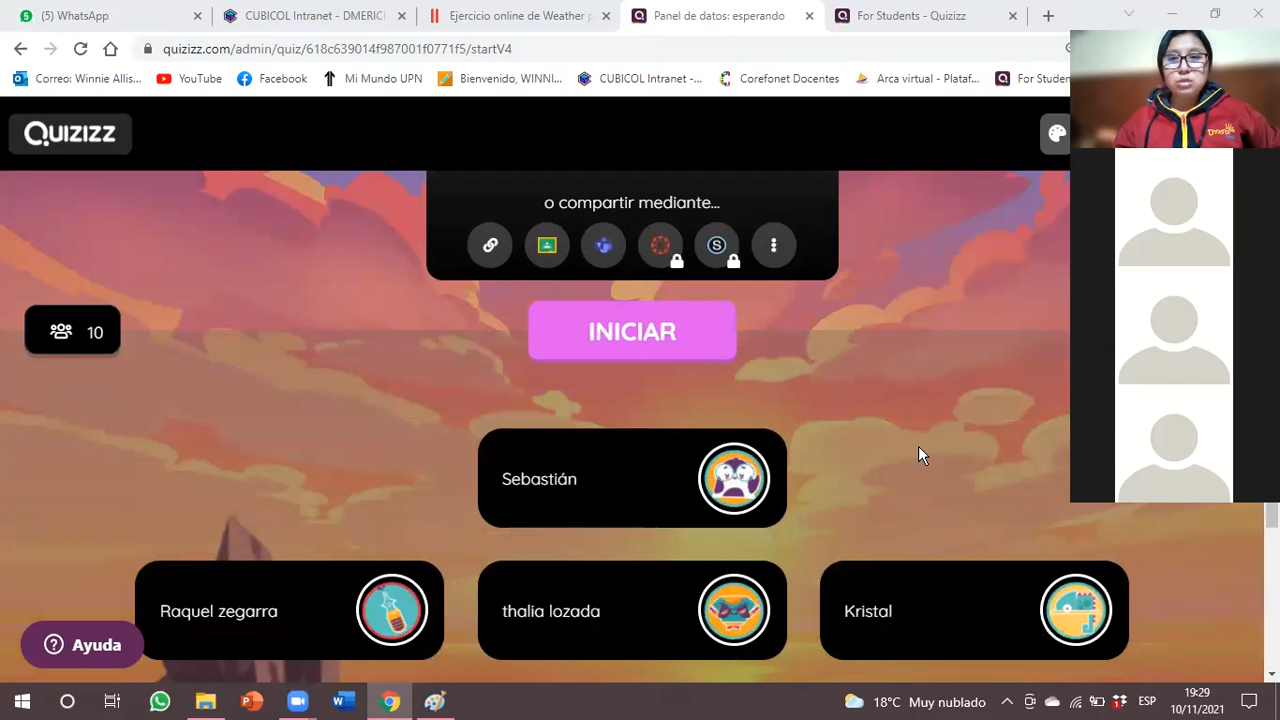 (5) WhatsApp
CUBICOL Intranet - DMERICI
Ejercicio online de Weather p
Panel de datos: esperando
For Students - Quizizz
quizizz.com/admin/quiz/618c639014f987001f0771f5/startV4
Correo: Winnie Allis...
YouTube
Facebook
Mi Mundo UPN
Bienvenido, WINNI...
CUBICOL Intranet -...
Corefonet Docentes
Arca virtual - Plataf...
For Studen
QUIZIZZ
o compartir mediante...
10
INICIAR
Sebastián
Raquel zegarra
thalia lozada
Kristal
Ayuda
18°C Muy nublado
ESP
19:29
10/11/2021